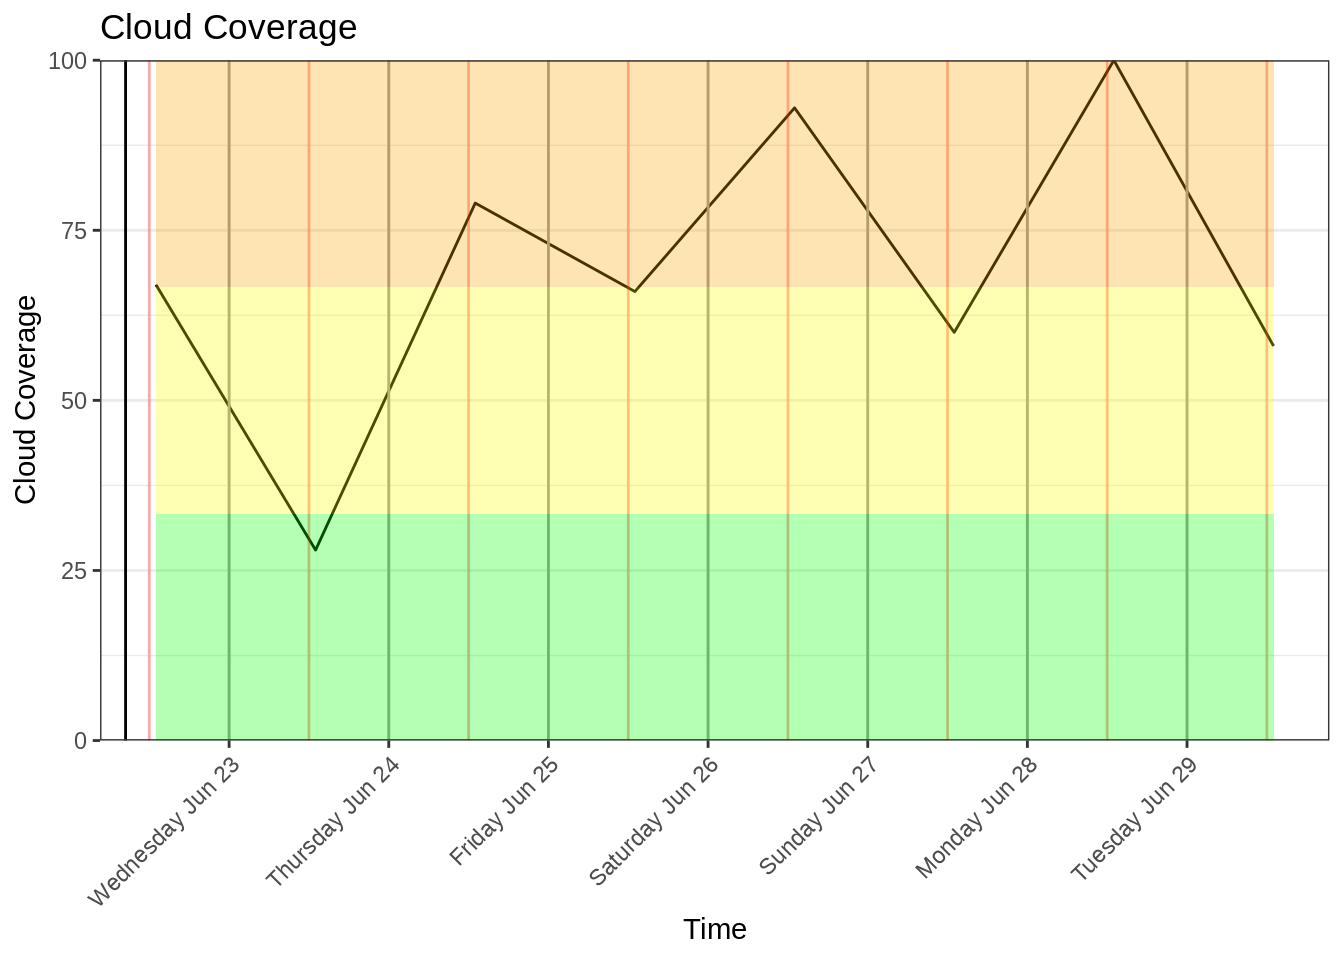 Cloud Coverage
Cloud Coverage
100
75
50
25
0
Wednesday Jun 23
Thursday Jun 24
Friday Jun 25
Saturday Jun 26
Sunday Jun 27
Monday Jun 28
Tuesday Jun 29
Time